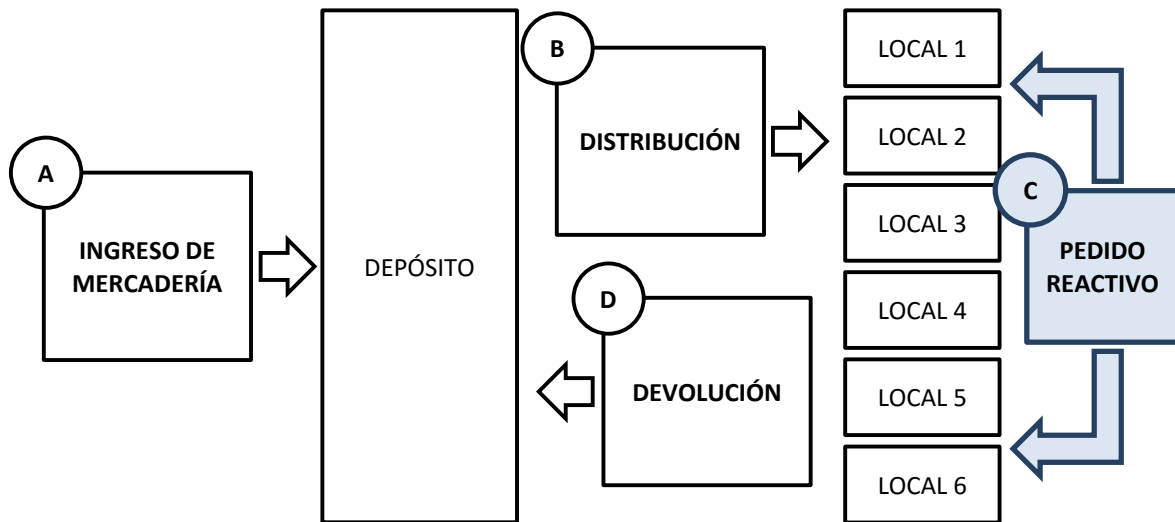 A
INGRESO DE
MERCADERÍA
DEPÓSITO
B
DISTRIBUCIÓN
D
DEVOLUCIÓN
LOCAL 1
LOCAL 2
LOCAL 3
LOCAL 4
LOCAL 5
LOCAL 6
C
PEDIDO
REACTIVO